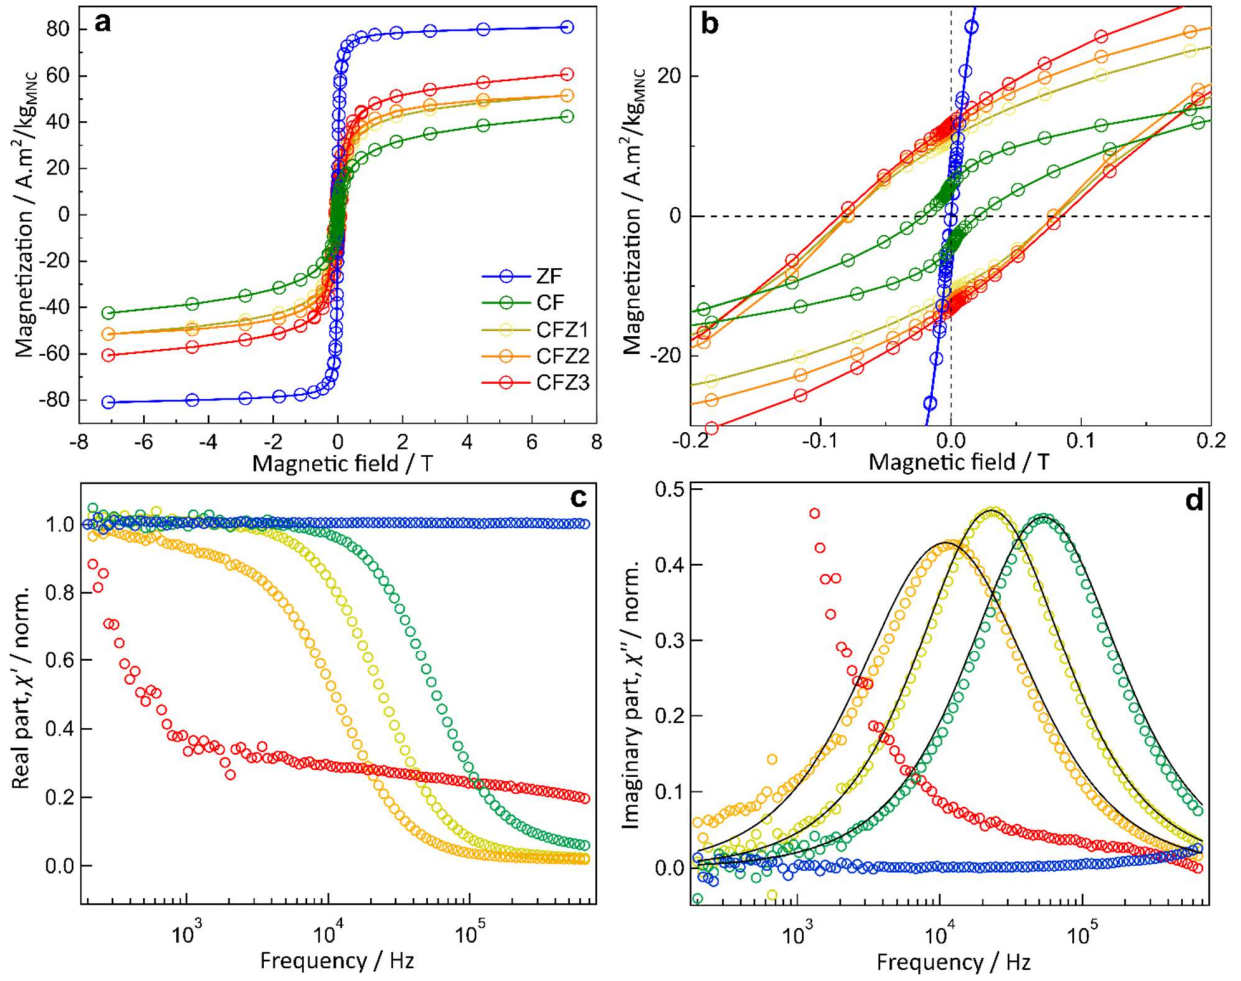 a
80
60
40
20
0
-20
-40
-60
-80
Magnetization / A.m²/kgMNC
ZF
CF
CFZ1
CFZ2
CFZ3
-8 -6 -4 -2 0 2 4 6 8
Magnetic field / T
b
20
0
-20
Magnetization / A.m²/kgMNC
-0.2 -0.1 0.0 0.1 0.2
Magnetic field / T
c
1.0
0.8
0.6
0.4
0.2
0.0
Real part, χ′ / norm.
10³ 10⁴ 10⁵
Frequency / Hz
d
0.5
0.4
0.3
0.2
0.1
0.0
Imaginary part, χ″ / norm.
10³ 10⁴ 10⁵
Frequency / Hz